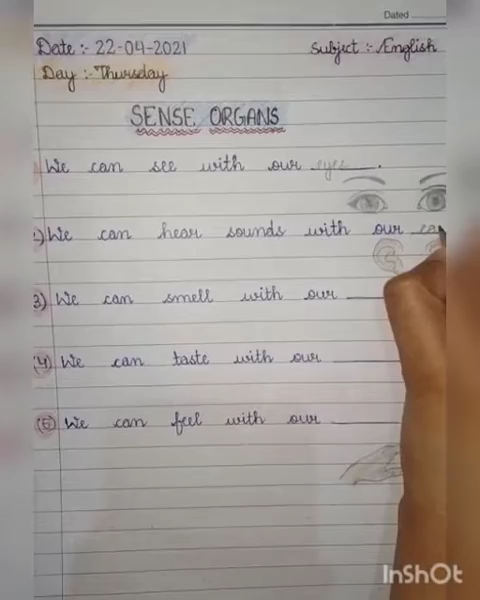 Dated
Date :- 22-04-2021 Subject :- English
Day :- Thursday
SENSE ORGANS
We can see with our eyes.
2) We can hear sounds with our ea
3) We can smell with our
(4) We can taste with our
(5) We can feel with our
InShOt